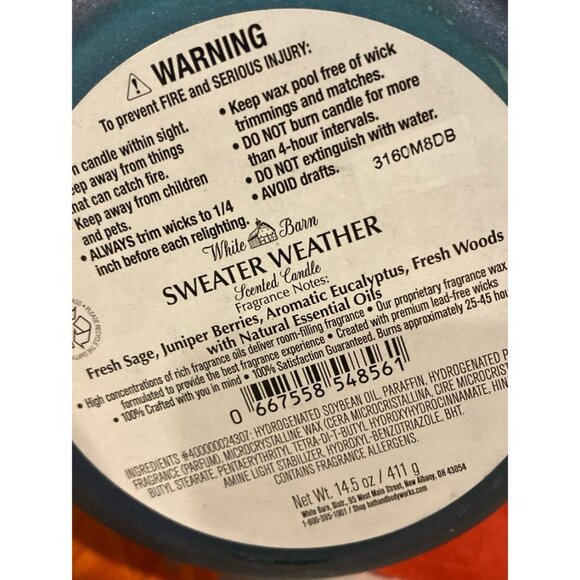 WARNING
To prevent FIRE and SERIOUS INJURY:
n candle within sight.
eep away from things
hat can catch fire.
Keep away from children
and pets.
• ALWAYS trim wicks to 1/4
inch before each relighting.
• Keep wax pool free of wick
trimmings and matches.
• DO NOT burn candle for more
than 4-hour intervals.
• DO NOT extinguish with water.
• AVOID drafts.
3160M8DB
White Barn
SWEATER WEATHER
Scented Candle
Fragrance Notes:
Fresh Sage, Juniper Berries, Aromatic Eucalyptus, Fresh Woods
with Natural Essential Oils
• High concentrations of rich fragrance oils deliver room-filling fragrance • Our proprietary fragrance wax
formulated to provide the best fragrance experience • Created with premium lead-free wicks
• 100% Crafted with you in mind • 100% Satisfaction Guaranteed. Burns approximately 25-45 hou
0 667558 548561
INGREDIENTS #400000024307: HYDROGENATED SOYBEAN OIL, PARAFFIN, HYDROGENATED P
FRAGRANCE (PARFUM), MICROCRYSTALLINE WAX (CERA MICROCRISTALLINA, CIRE MICROCRIST
BUTYL STEARATE, PENTAERYTHRITYL TETRA-DI-T-BUTYL HYDROXYHYDROCINNAMATE, HIN
AMINE LIGHT STABILIZER, HYDROXYL-BENZOTRIAZOLE, BHT.
CONTAINS FRAGRANCE ALLERGENS.
Net Wt. 14.5 oz / 411 g
White Barn, Distr., 95 West Main Street, New Albany, OH 43054
1-800-395-1001 / Shop bathandbodyworks.com